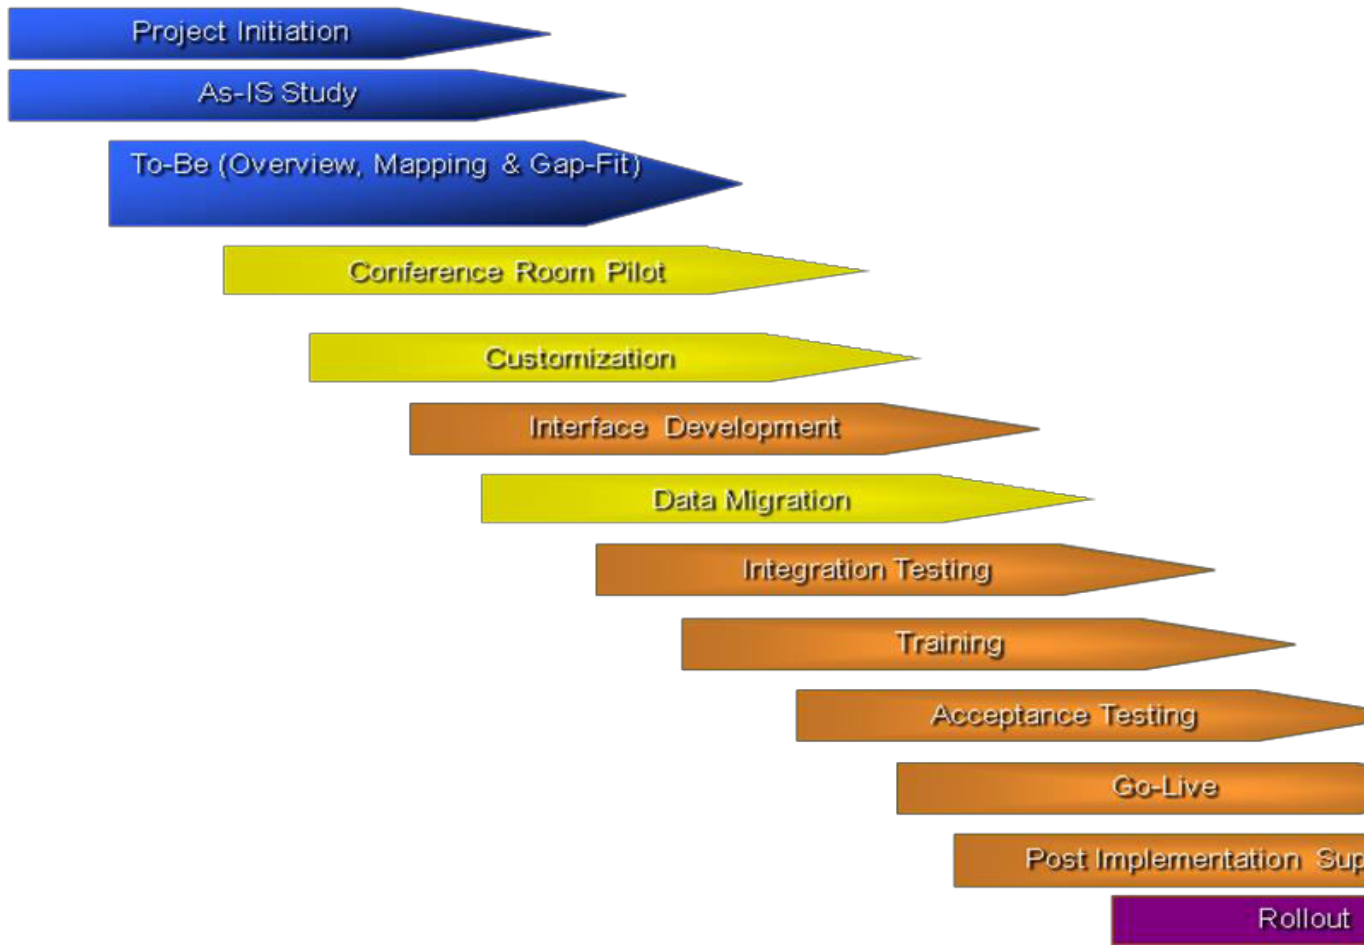 Project Initiation
As-IS Study
To-Be (Overview, Mapping & Gap-Fit)
Conference Room Pilot
Customization
Interface Development
Data Migration
Integration Testing
Training
Acceptance Testing
Go-Live
Post Implementation Sup
Rollout